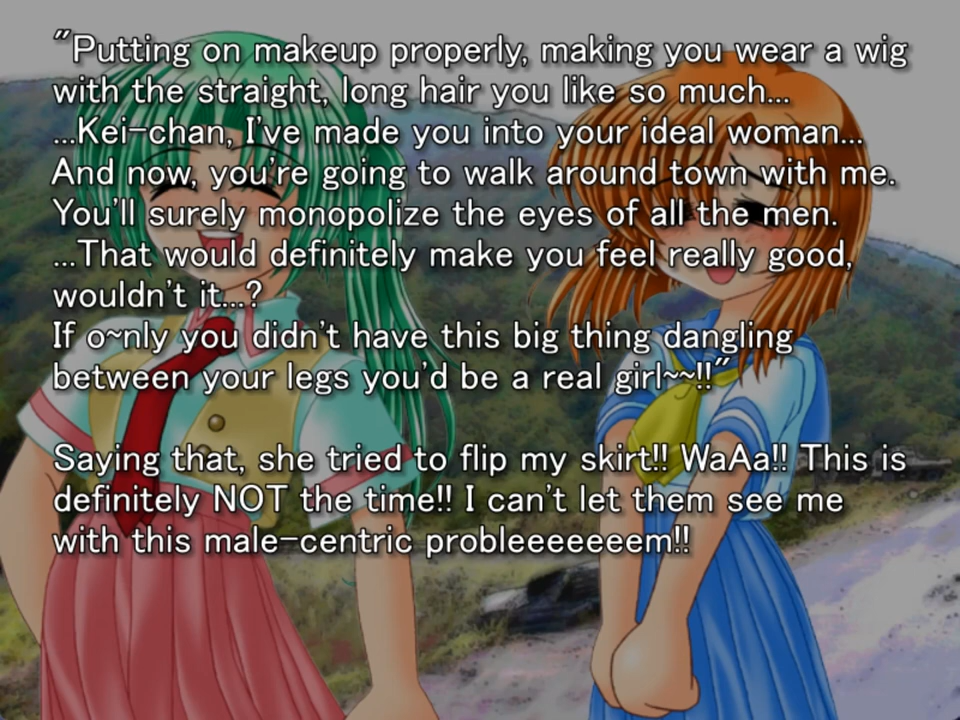 "Putting on makeup properly, making you wear a wig
with the straight, long hair you like so much...
...Kei-chan, I've made you into your ideal woman...
And now, you're going to walk around town with me.
You'll surely monopolize the eyes of all the men.
...That would definitely make you feel really good,
wouldn't it...?
If o~nly you didn't have this big thing dangling
between your legs you'd be a real girl~~!!"
Saying that, she tried to flip my skirt!! WaAa!! This is
definitely NOT the time!! I can't let them see me
with this male-centric probleeeeeeem!!